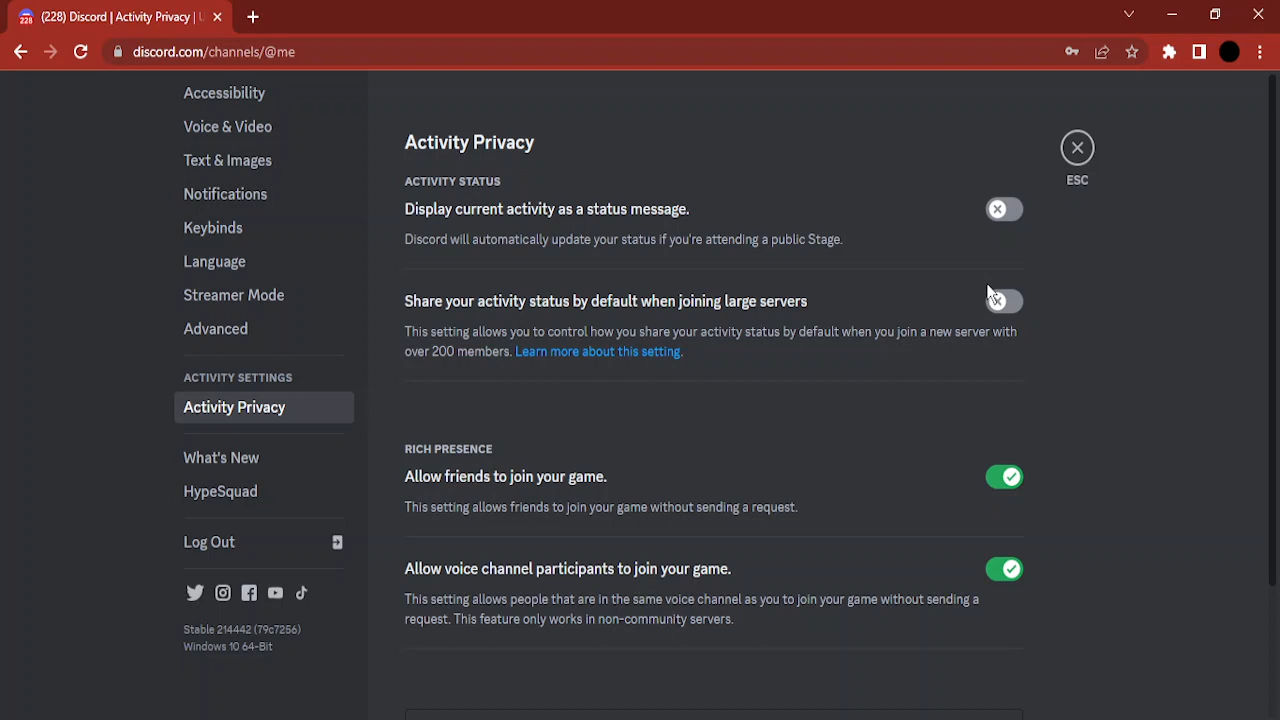 228
(228) Discord | Activity Privacy |
discord.com/channels/@me
Accessibility
Voice & Video
Text & Images
Notifications
Keybinds
Language
Streamer Mode
Advanced
ACTIVITY SETTINGS
Activity Privacy
What's New
HypeSquad
Log Out
Stable 214442 (79c7256)
Windows 10 64-Bit
Activity Privacy
ESC
ACTIVITY STATUS
Display current activity as a status message.
Discord will automatically update your status if you're attending a public Stage.
Share your activity status by default when joining large servers
This setting allows you to control how you share your activity status by default when you join a new server with
over 200 members. Learn more about this setting.
RICH PRESENCE
Allow friends to join your game.
This setting allows friends to join your game without sending a request.
Allow voice channel participants to join your game.
This setting allows people that are in the same voice channel as you to join your game without sending a
request. This feature only works in non-community servers.